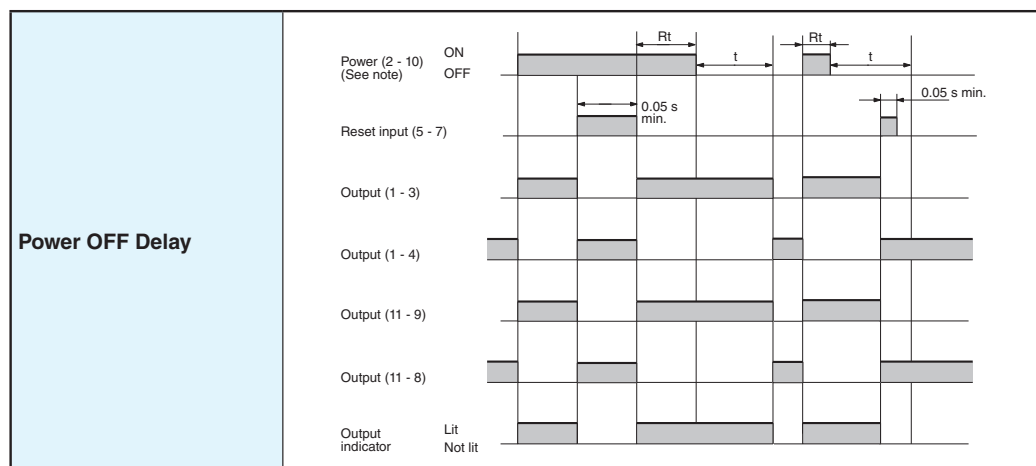 Power OFF Delay
Rt
Rt
Power (2 - 10)
(See note)
ON
OFF
t
t
0.05 s
min.
0.05 s min.
Reset input (5 - 7)
Output (1 - 3)
Output (1 - 4)
Output (11 - 9)
Output (11 - 8)
Output
indicator
Lit
Not lit